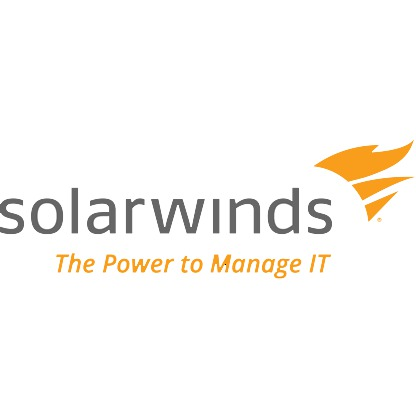 solarwinds
The Power to Manage IT